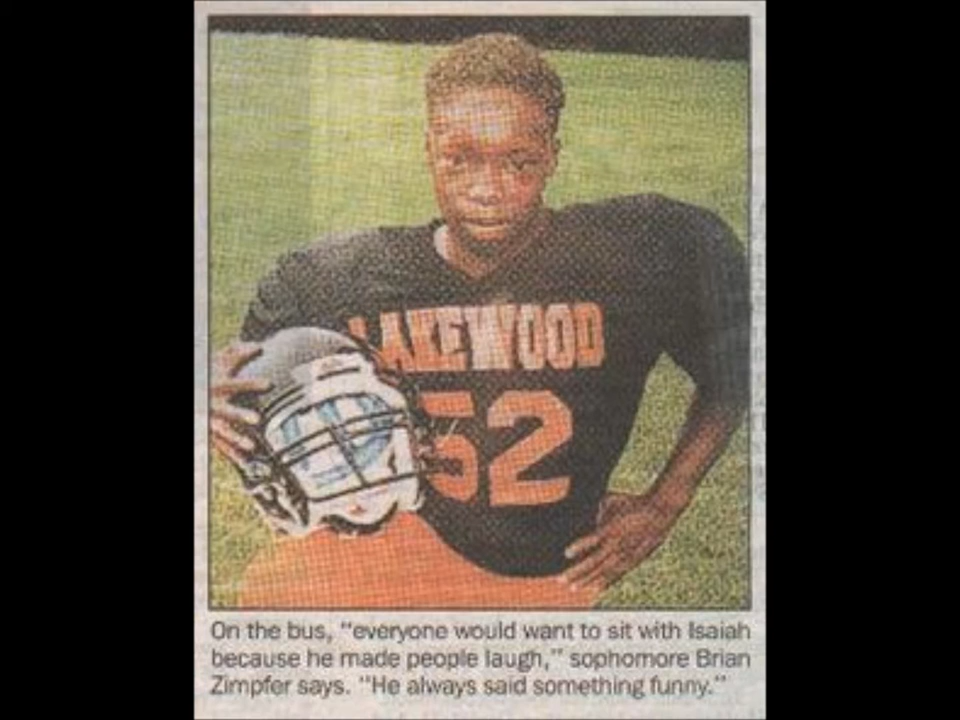 LAKEWOOD
52
On the bus, "everyone would want to sit with Isaiah
because he made people laugh," sophomore Brian
Zimpfer says. "He always said something funny."